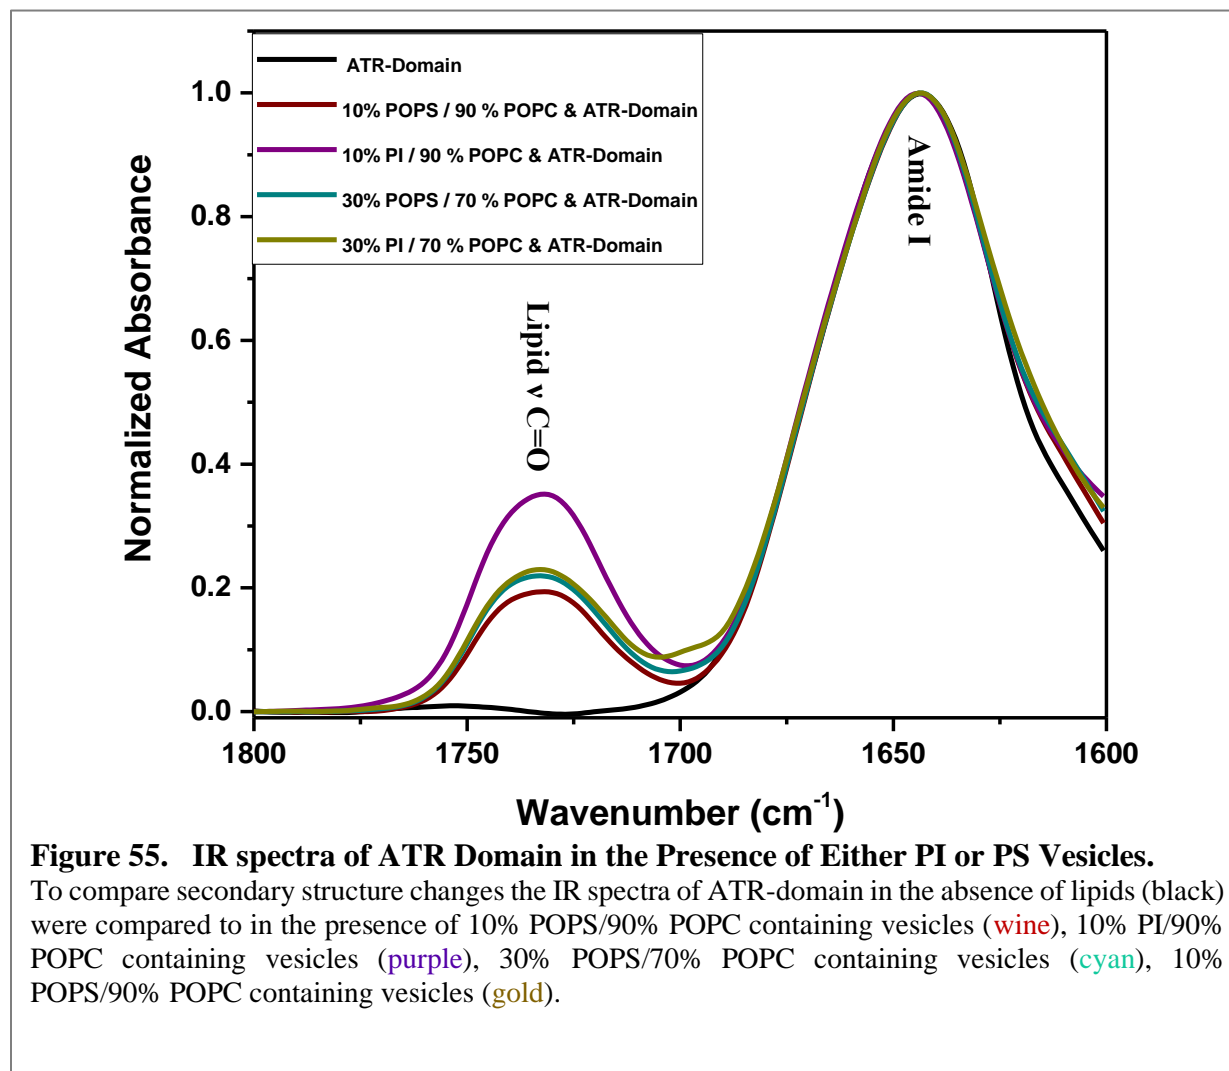 ATR-Domain
10% POPS / 90 % POPC & ATR-Domain
10% PI / 90 % POPC & ATR-Domain
30% POPS / 70 % POPC & ATR-Domain
30% PI / 70 % POPC & ATR-Domain
Normalized Absorbance
1.0
0.8
0.6
0.4
0.2
0.0
Lipid ν C=O
Amide I
1800
1750
1700
1650
1600
Wavenumber (cm-1)
Figure 55. IR spectra of ATR Domain in the Presence of Either PI or PS Vesicles.
To compare secondary structure changes the IR spectra of ATR-domain in the absence of lipids (black)
were compared to in the presence of 10% POPS/90% POPC containing vesicles (wine), 10% PI/90%
POPC containing vesicles (purple), 30% POPS/70% POPC containing vesicles (cyan), 10%
POPS/90% POPC containing vesicles (gold).